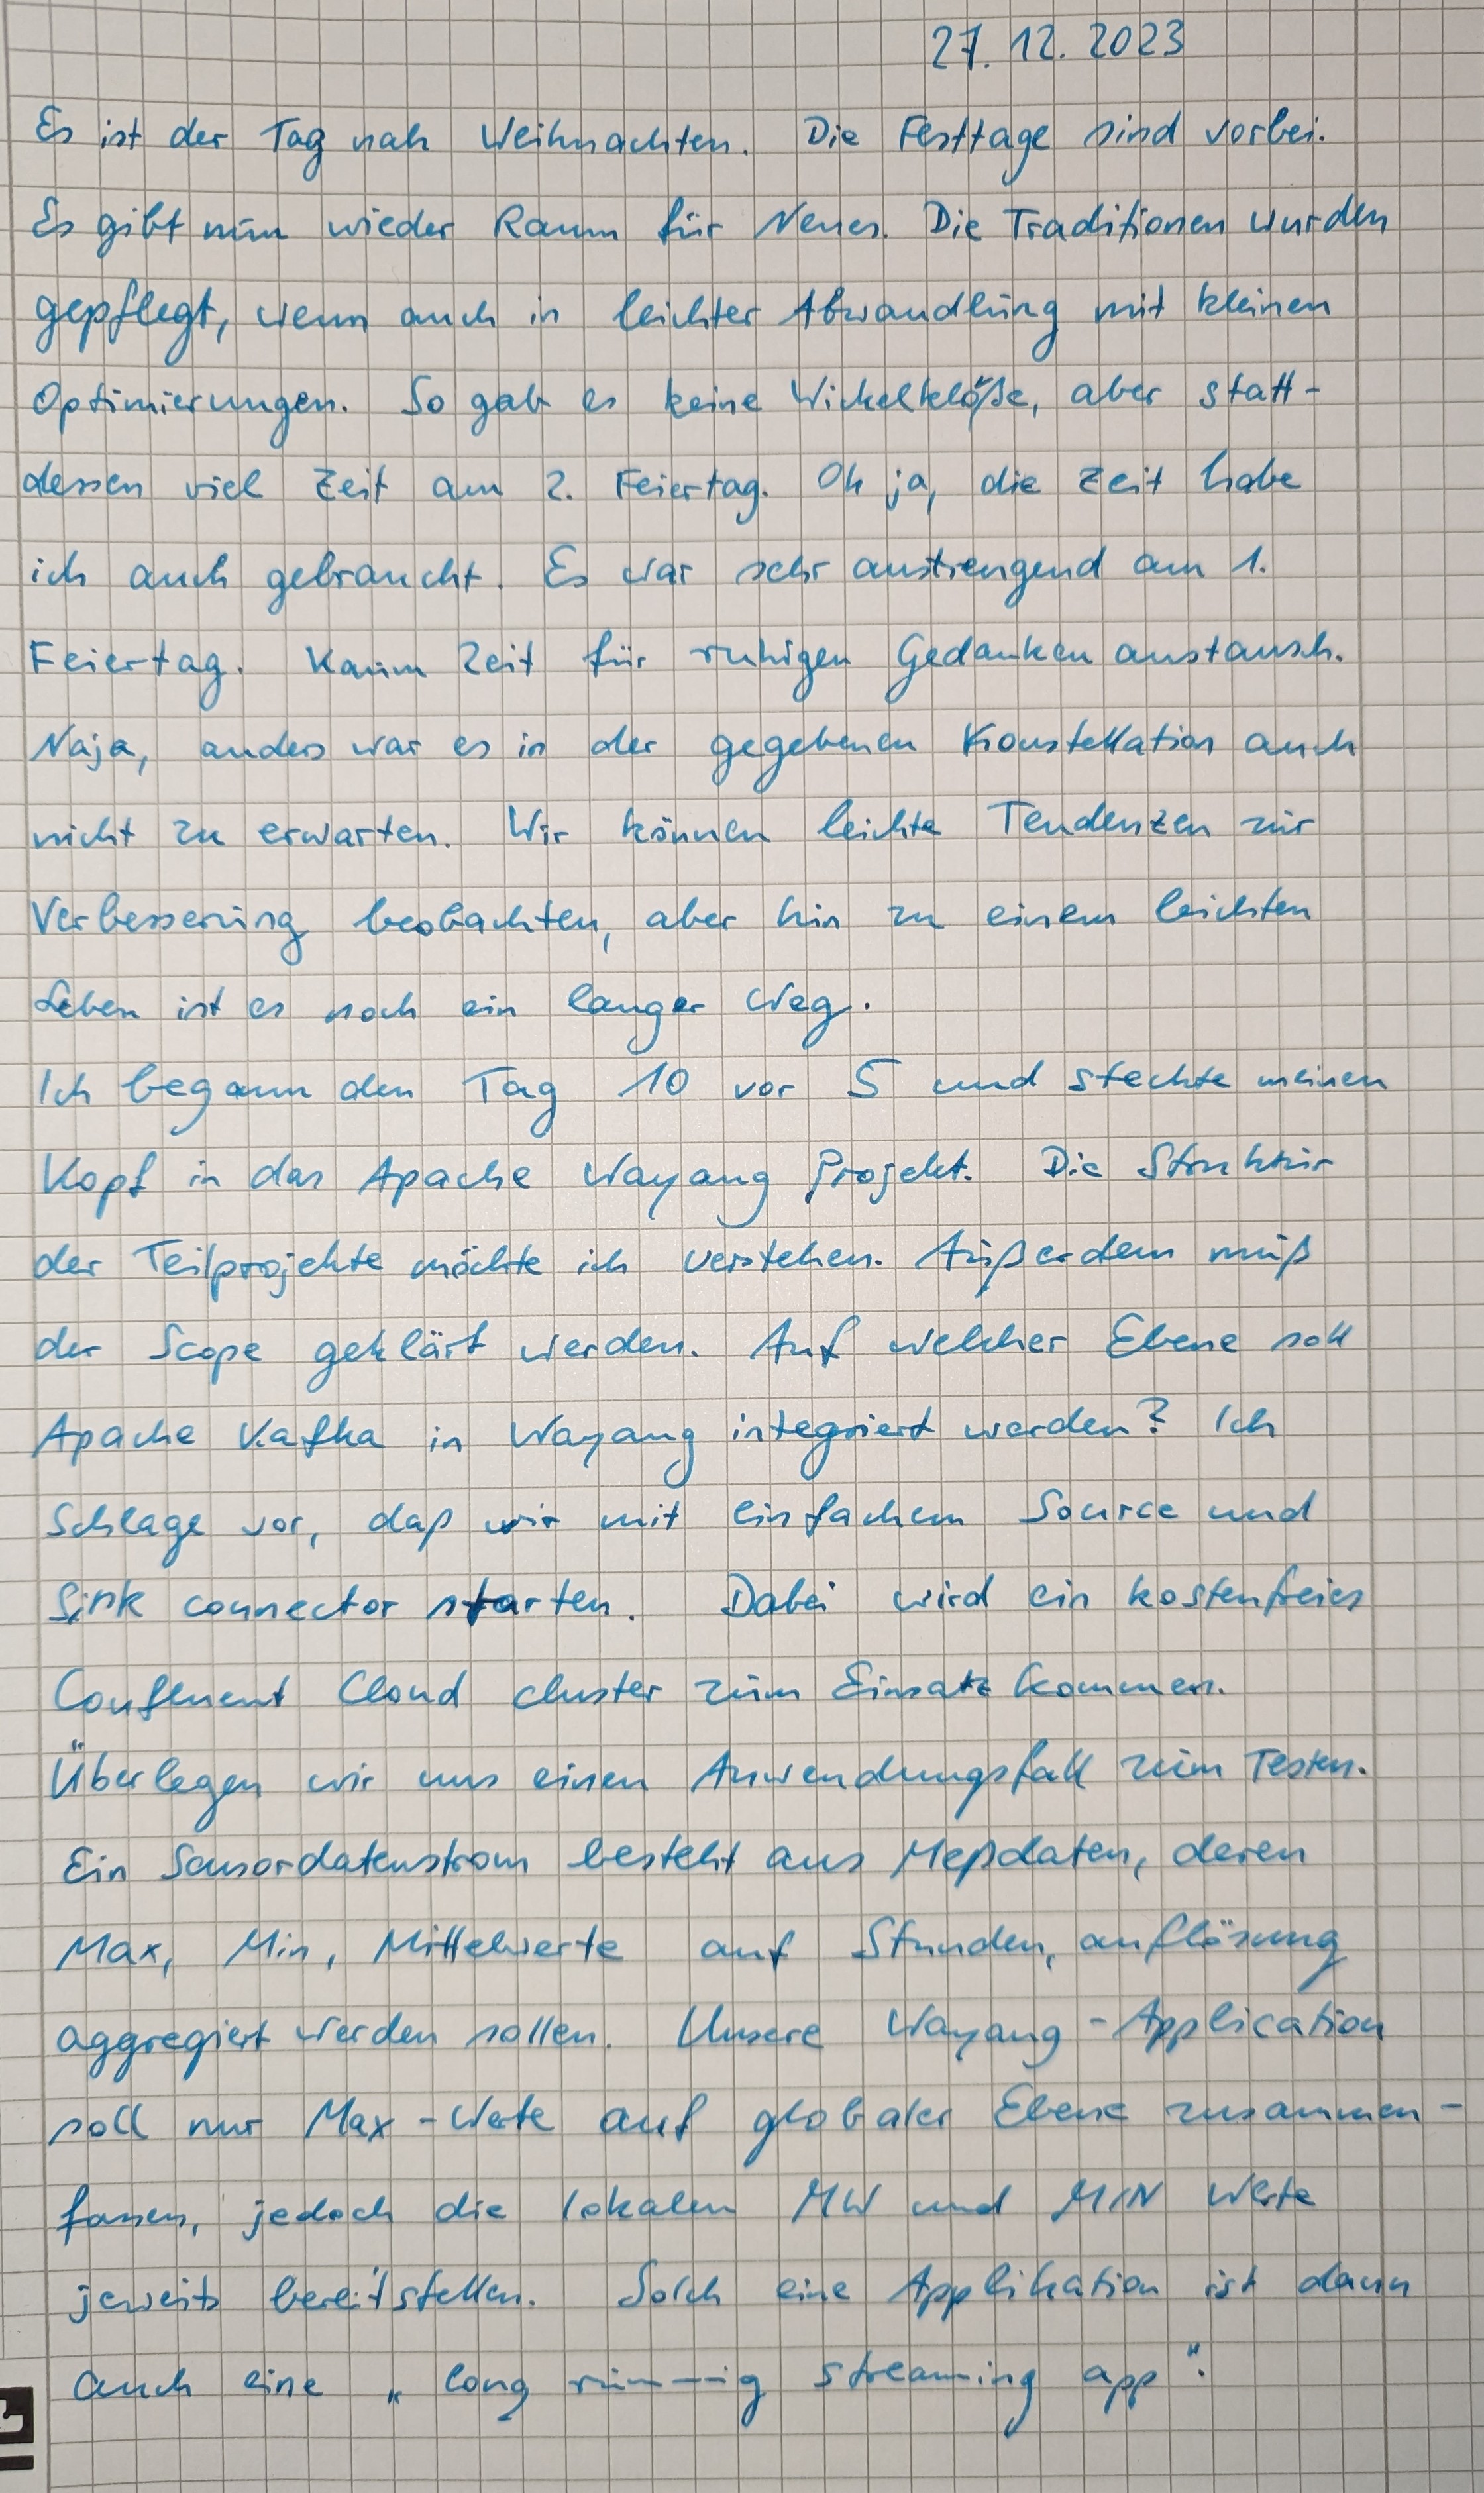 27. 12. 2023
Es ist der Tag nach Weihnachten. Die Festtage sind vorbei.
Es gibt nun wieder Raum für Neues. Die Traditionen wurden
gepflegt, wenn auch in leichter Abwandlung mit kleinen
Optimierungen. So gab es keine Wickelklöße, aber statt-
dessen viel Zeit am 2. Feiertag. Oh ja, die Zeit habe
ich auch gebraucht. Es war sehr anstrengend am 1.
Feiertag. Kaum Zeit für ruhigen Gedankenaustausch.
Naja, anders war es in der gegebenen Konstellation auch
nicht zu erwarten. Wir können leichte Tendenzen zur
Verbesserung beobachten, aber hin zu einem leichten
Leben ist es noch ein langer Weg.
Ich begann den Tag 10 vor 5 und steckte meinen
Kopf in das Apache Wayang Projekt. Die Struktur
der Teilprojekte möchte ich verstehen. Außerdem muß
der Scope geklärt werden. Auf welcher Ebene soll
Apache Kafka in Wayang integriert werden? Ich
schlage vor, daß wir mit einfachem Source und
Sink connector starten. Dabei wird ein kostenfreies
Confluent Cloud cluster zum Einsatz kommen.
Überlegen wir uns einen Anwendungsfall zum Testen.
Ein Sensordatenstrom besteht aus Meßdaten, deren
Max, Min, Mittelwerte auf Stunden, auflösung
aggregiert werden sollen. Unsere Wayang-Application
soll nur Max-Werte auf globaler Ebene zusammen-
fassen, jedoch die lokalen MW und MIN Werte
jeweils bereitstellen. Solch eine Applikation ist dann
auch eine „long running streaming app".